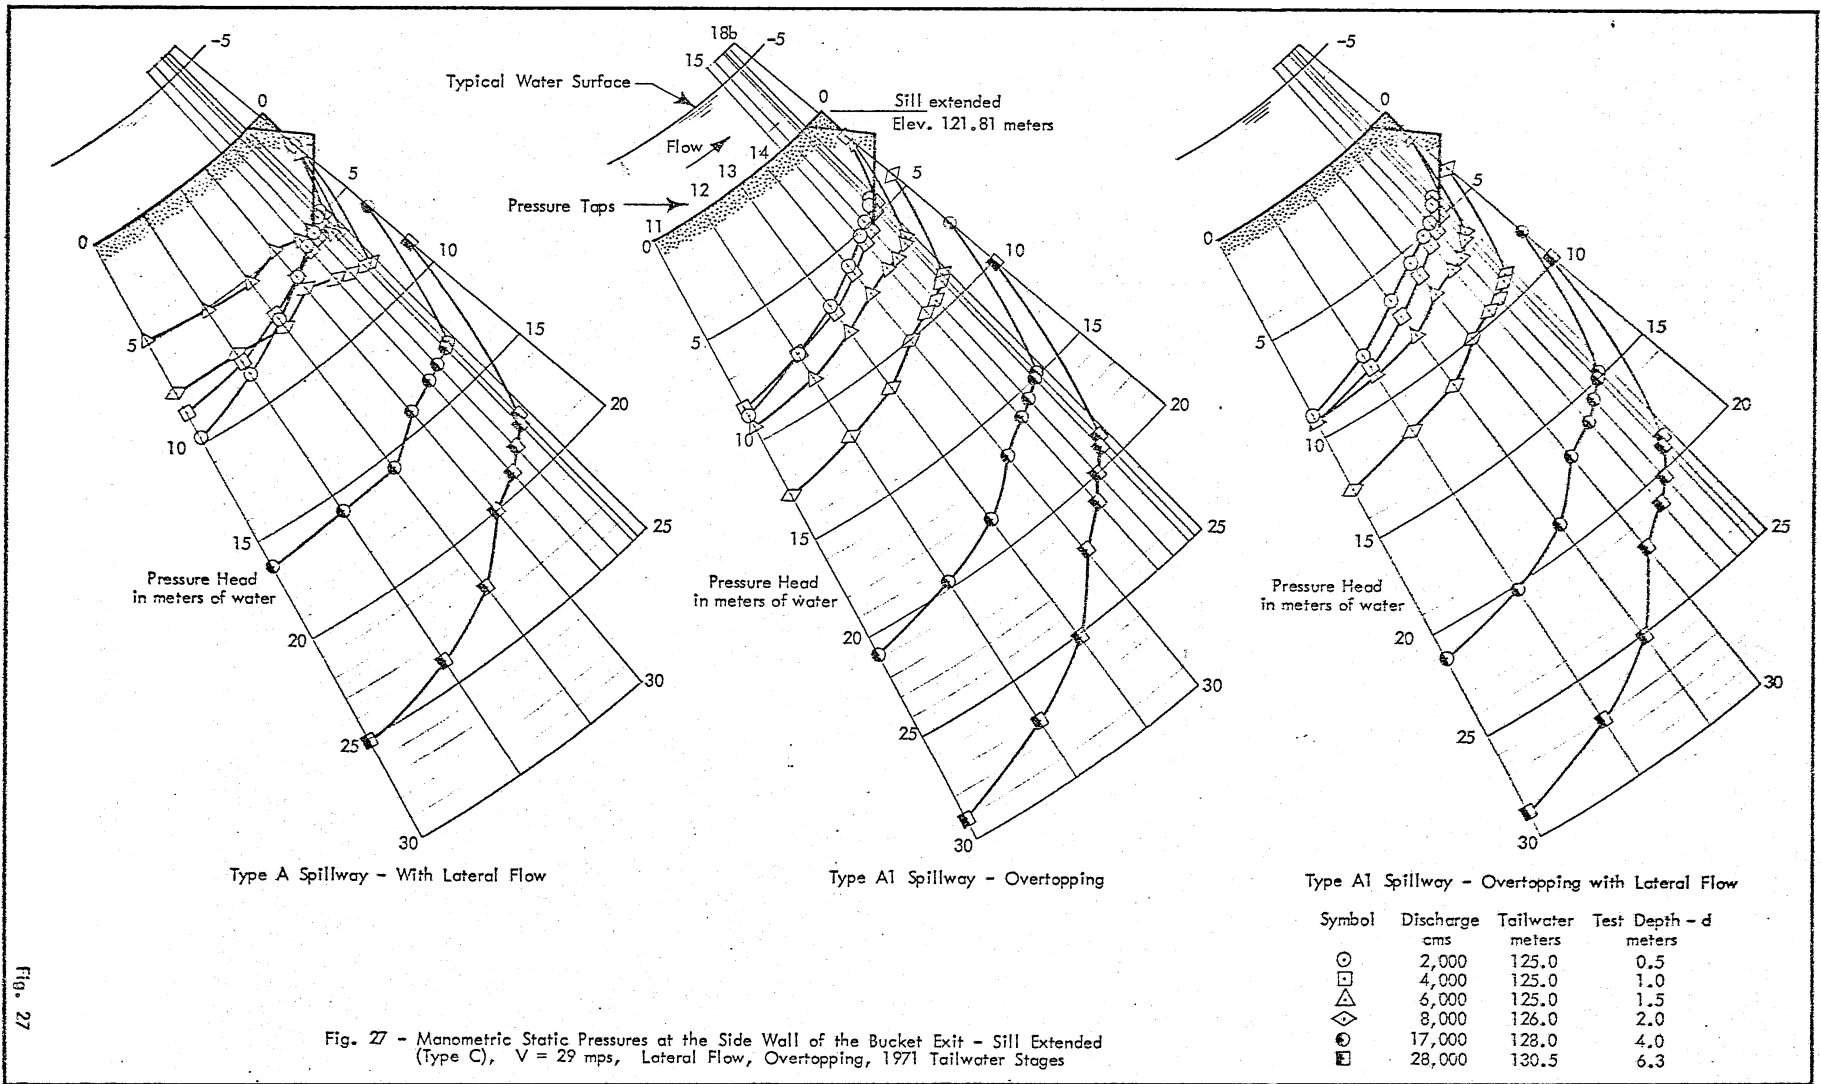 -5
0
5
10
15
20
25
30
0
5
10
15
20
25
30
Pressure Head
in meters of water
Type A Spillway - With Lateral Flow
18b
15
-5
Typical Water Surface
0
Sill extended
Elev. 121.81 meters
Flow
14
13
12
11
Pressure Taps
5
10
15
20
25
30
0
5
10
15
20
25
30
Pressure Head
in meters of water
Type A1 Spillway - Overtopping
-5
0
5
10
15
20
25
30
0
5
10
15
20
25
30
Pressure Head
in meters of water
Type A1 Spillway - Overtopping with Lateral Flow
Symbol Discharge Tailwater Test Depth - d
cms meters meters
2,000 125.0 0.5
4,000 125.0 1.0
6,000 125.0 1.5
8,000 126.0 2.0
17,000 128.0 4.0
28,000 130.5 6.3
Fig. 27 - Manometric Static Pressures at the Side Wall of the Bucket Exit - Sill Extended
(Type C), V = 29 mps, Lateral Flow, Overtopping, 1971 Tailwater Stages
Fig. 27